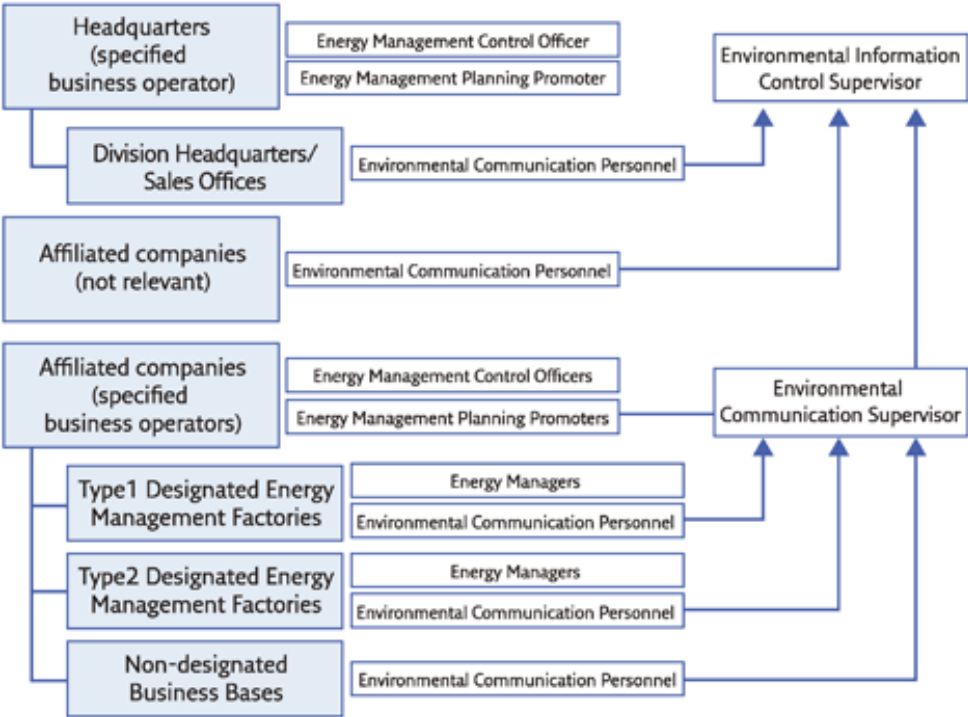 Headquarters
(specified
business operator)
Energy Management Control Officer
Energy Management Planning Promoter
Environmental Information
Control Supervisor
Division Headquarters/
Sales Offices
Environmental Communication Personnel
Affiliated companies
(not relevant)
Environmental Communication Personnel
Affiliated companies
(specified
business operators)
Energy Management Control Officers
Energy Management Planning Promoters
Environmental
Communication Supervisor
Type1 Designated Energy
Management Factories
Energy Managers
Environmental Communication Personnel
Type2 Designated Energy
Management Factories
Energy Managers
Environmental Communication Personnel
Non-designated
Business Bases
Environmental Communication Personnel